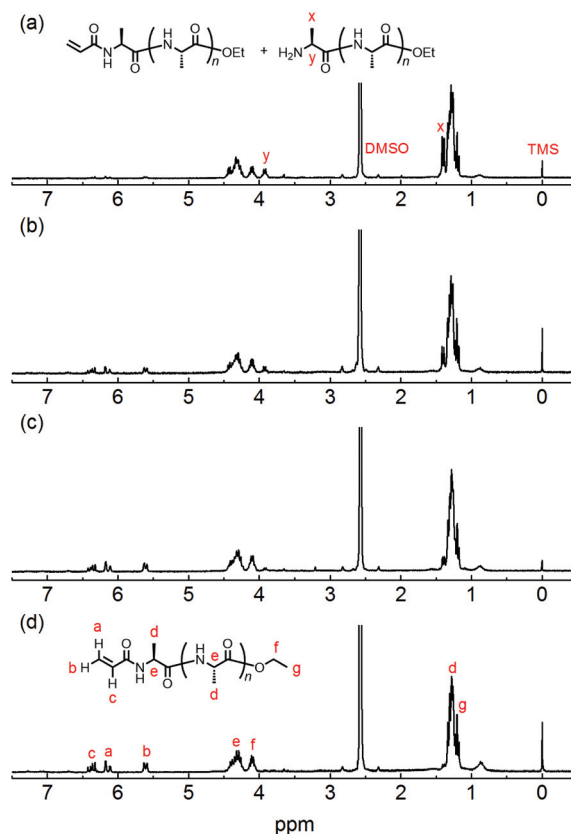 (a)
x
O H N O OEt + H2N O H N O OEt
N H O n y O n
y DMSO x TMS
7 6 5 4 3 2 1 0
(b)
7 6 5 4 3 2 1 0
(c)
7 6 5 4 3 2 1 0
(d)
a d
H O H N e O f
b H N H e O n O g
H c d
c a b e f d g
7 6 5 4 3 2 1 0
ppm